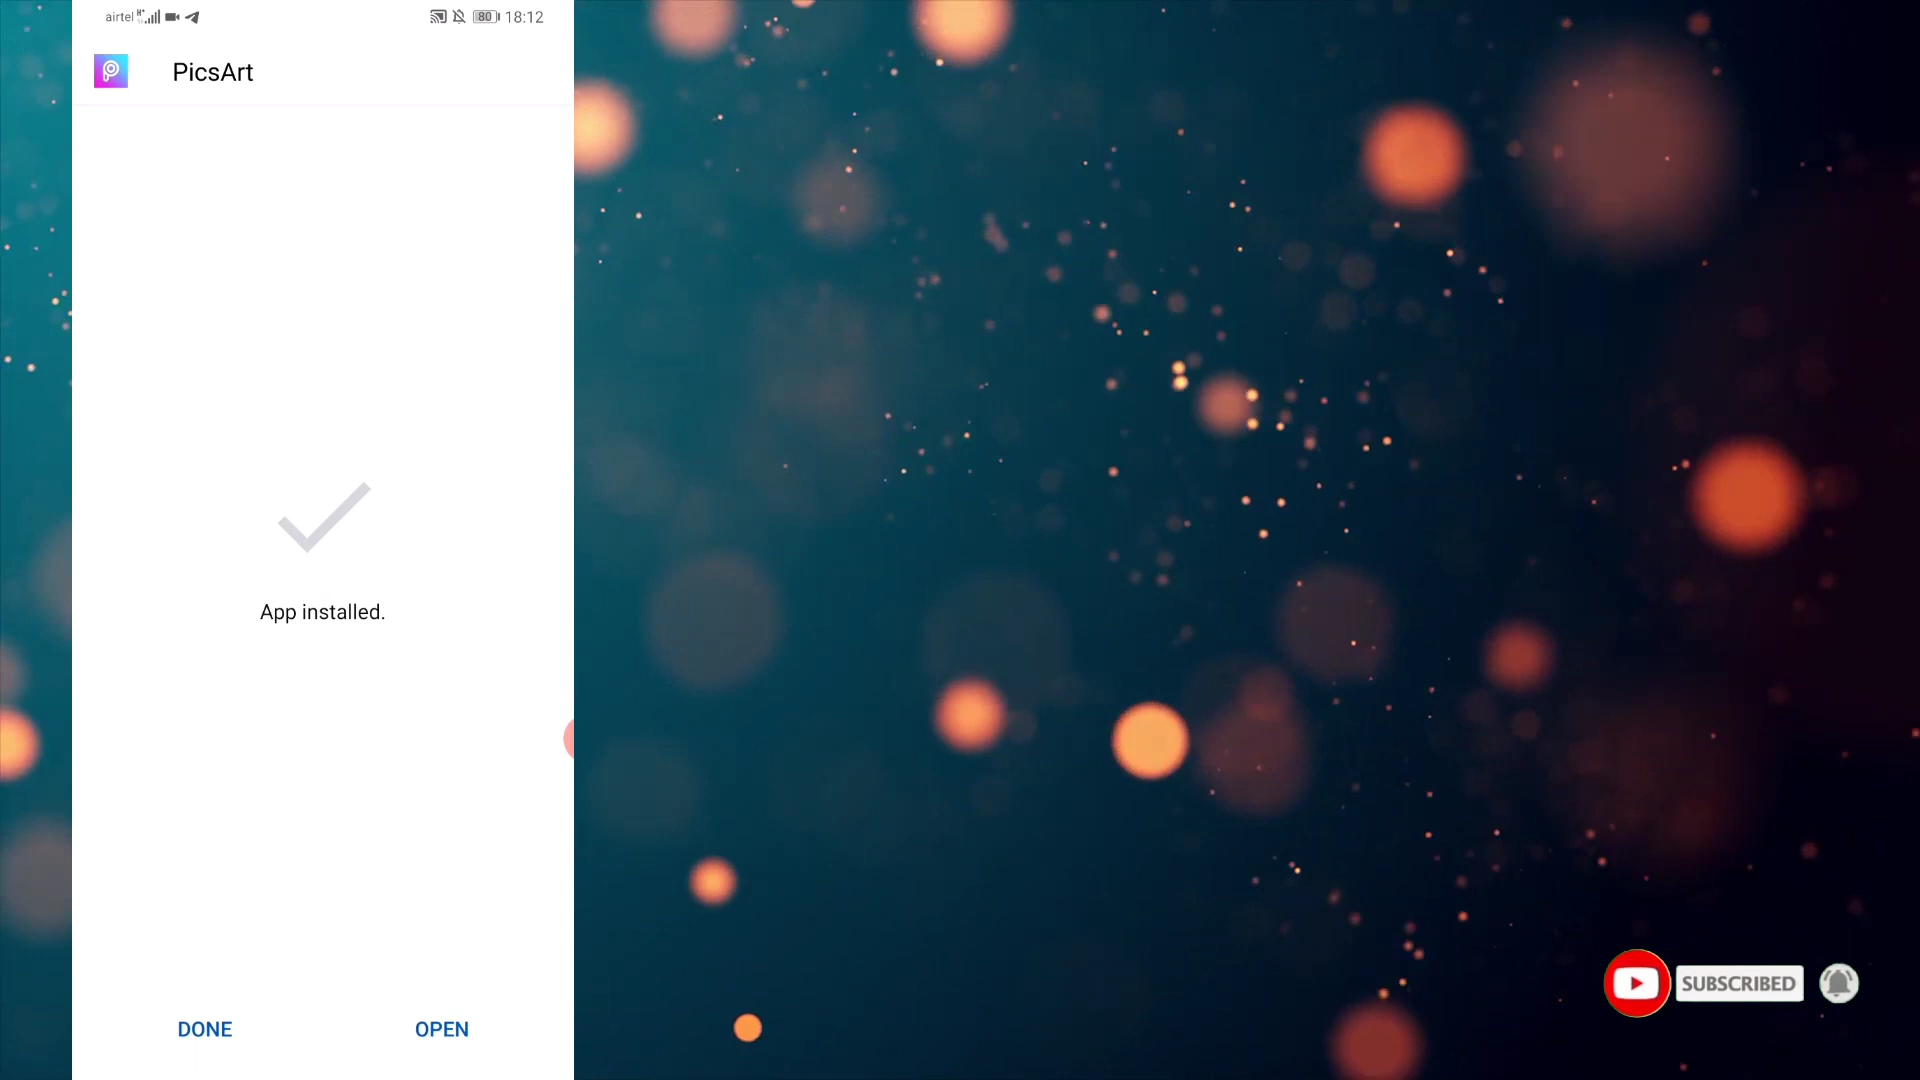 airtel H+ 80 18:12
PicsArt
App installed.
DONE OPEN
SUBSCRIBED